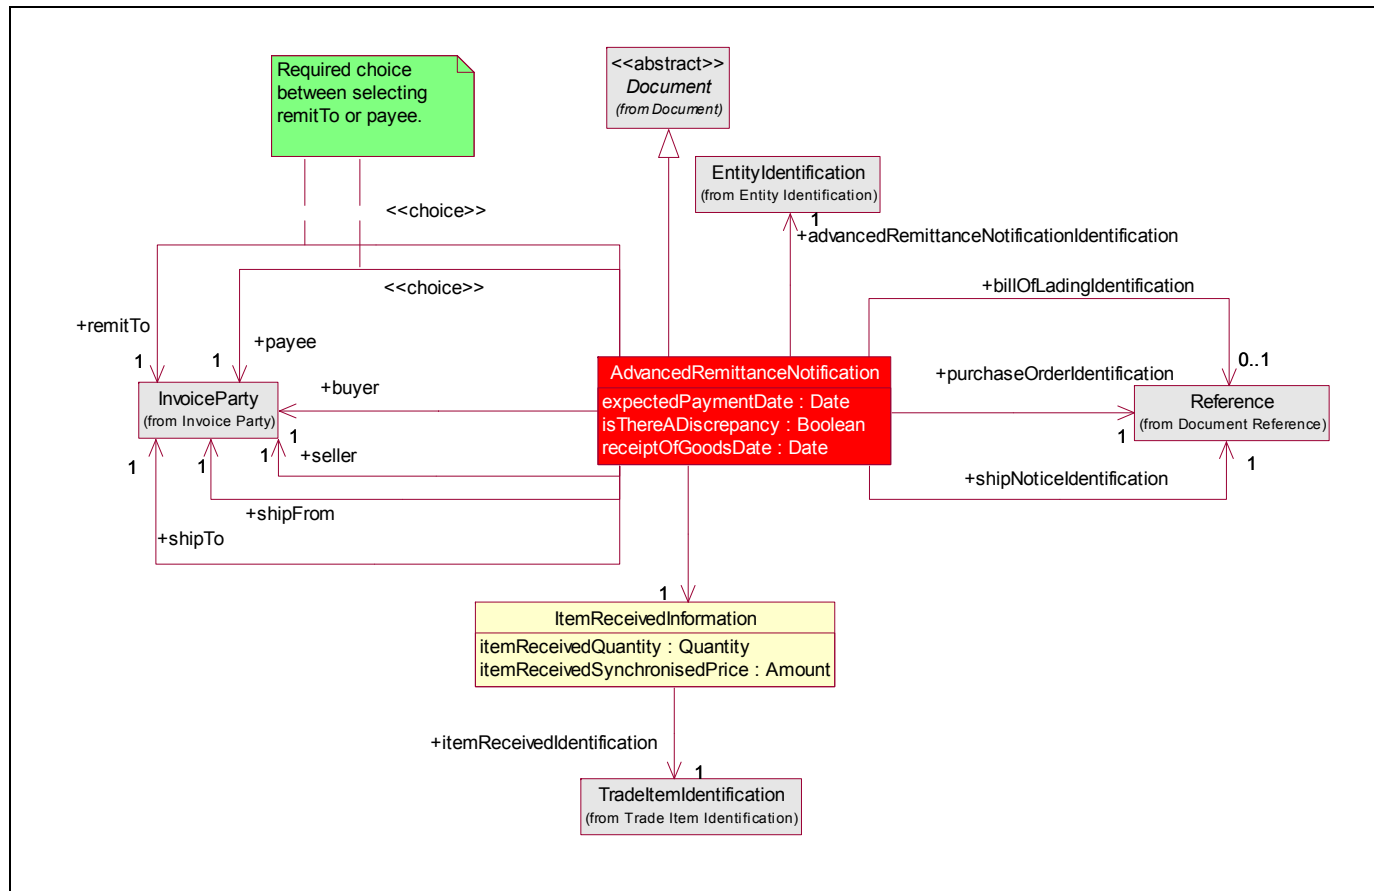 Required choice
between selecting
remitTo or payee.
<<abstract>>
Document
(from Document)
EntityIdentification
(from Entity Identification)
1
+advancedRemittanceNotificationIdentification
<<choice>>
<<choice>>
+remitTo
1
+payee
1
+billOfLadingIdentification
0..1
InvoiceParty
(from Invoice Party)
+buyer
1
+seller
1
+shipFrom
1
+shipTo
1
AdvancedRemittanceNotification
expectedPaymentDate : Date
isThereADiscrepancy : Boolean
receiptOfGoodsDate : Date
+purchaseOrderIdentification
1
Reference
(from Document Reference)
+shipNoticeIdentification
1
1
ItemReceivedInformation
itemReceivedQuantity : Quantity
itemReceivedSynchronisedPrice : Amount
+itemReceivedIdentification
1
TradeItemIdentification
(from Trade Item Identification)